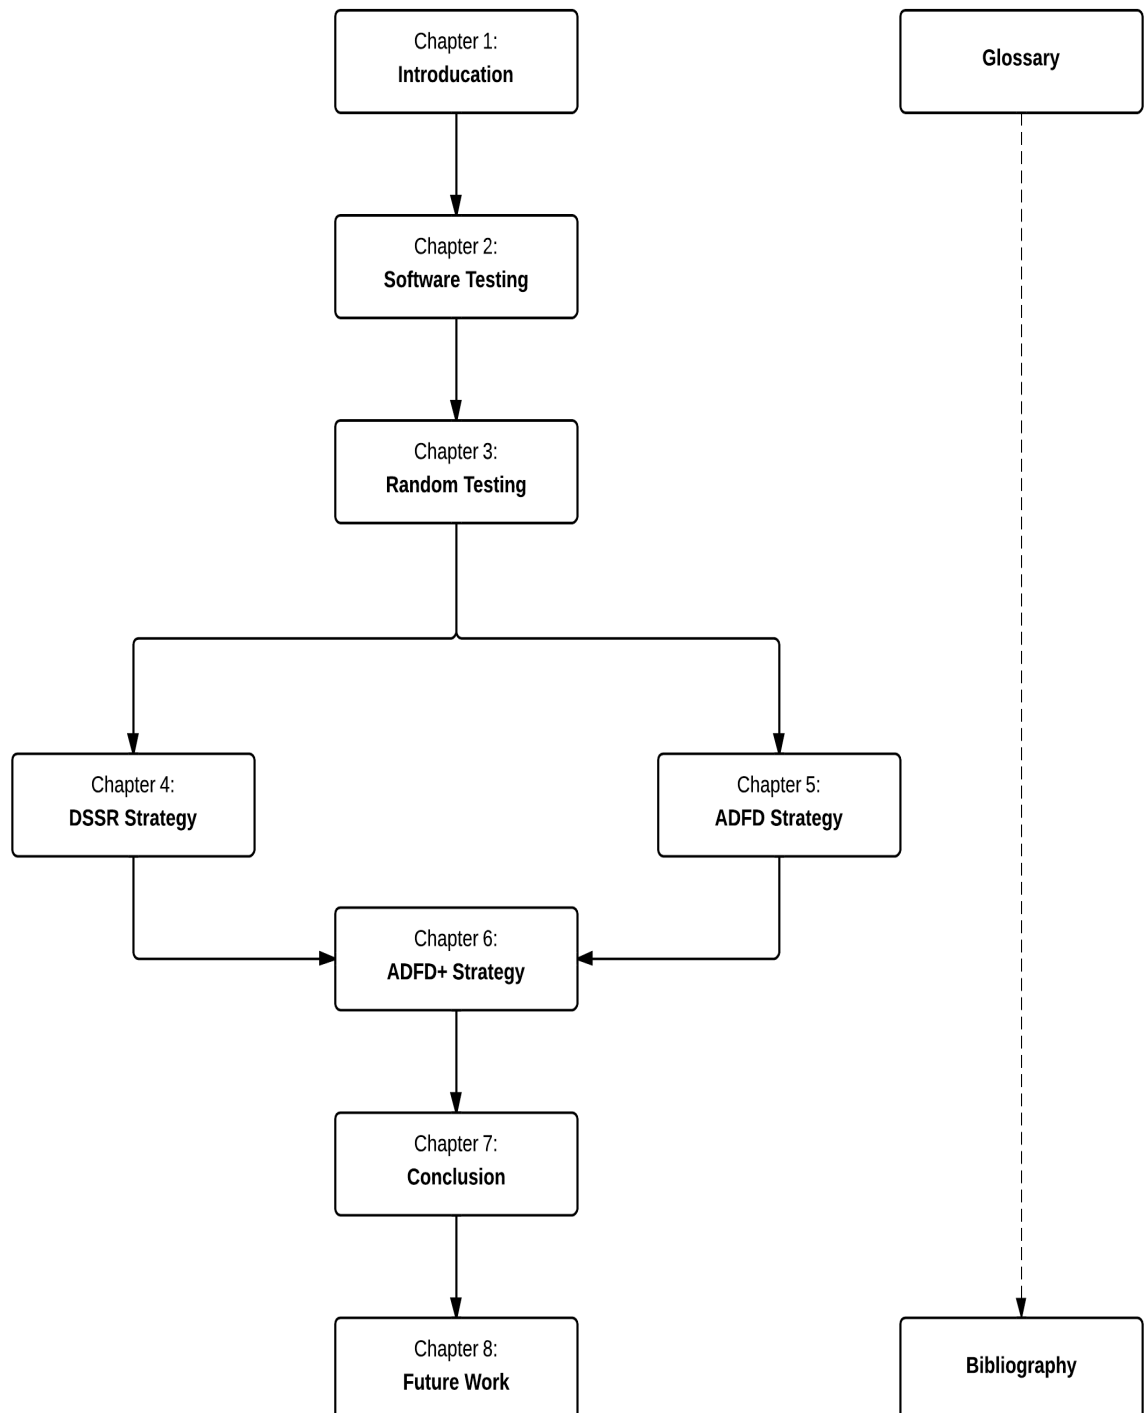 Chapter 1:
Introducation
Glossary
Chapter 2:
Software Testing
Chapter 3:
Random Testing
Chapter 4:
DSSR Strategy
Chapter 5:
ADFD Strategy
Chapter 6:
ADFD+ Strategy
Chapter 7:
Conclusion
Chapter 8:
Future Work
Bibliography